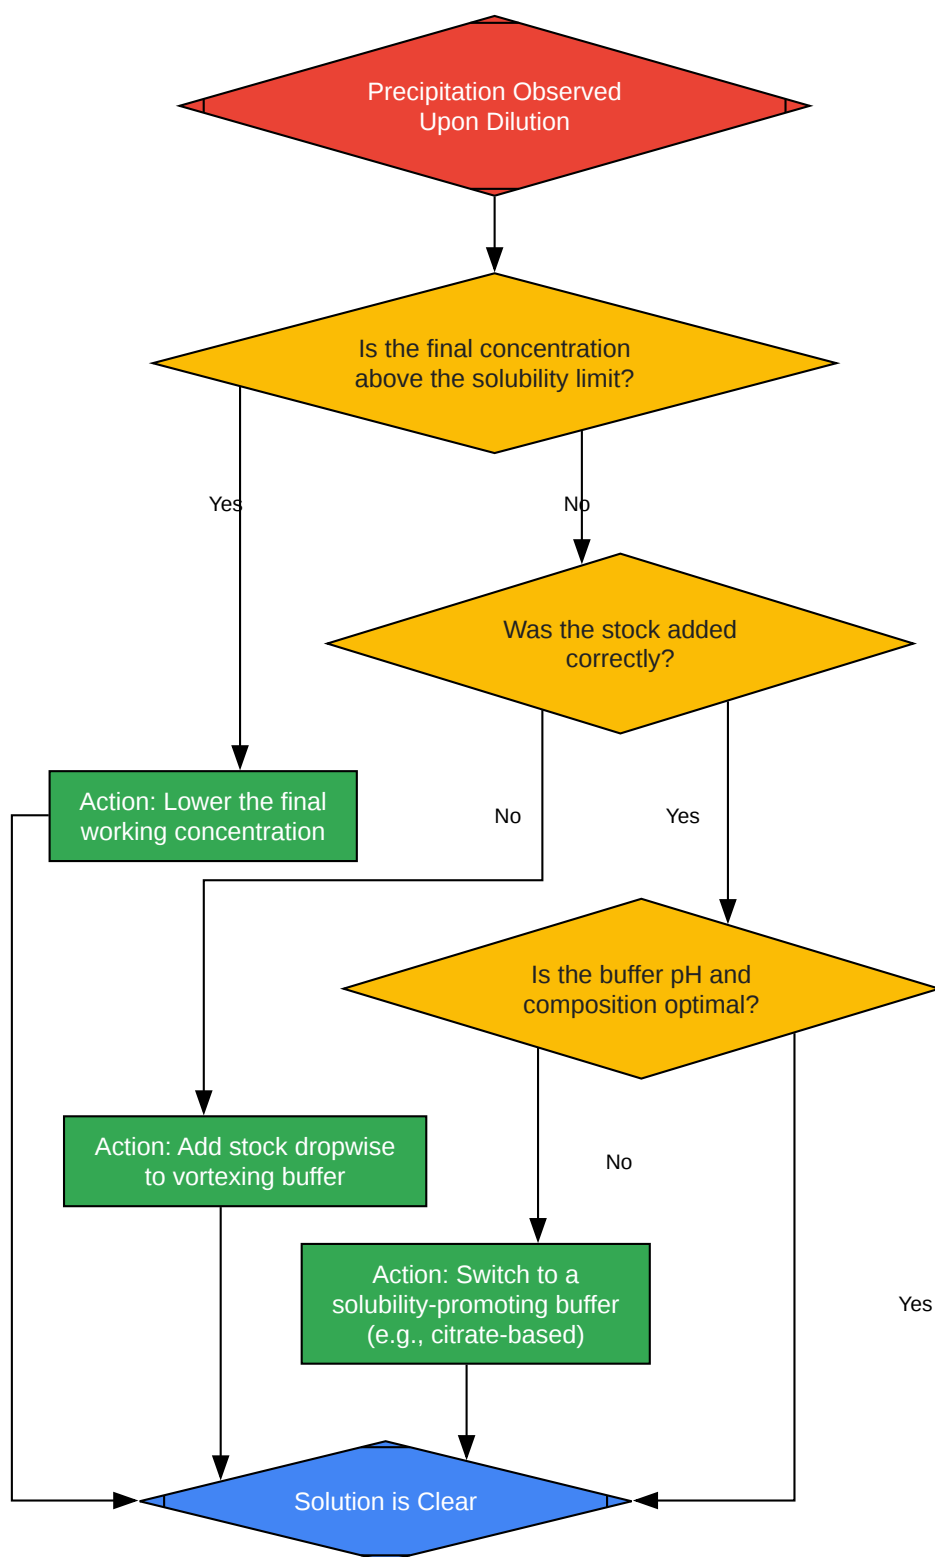 Precipitation Observed
Upon Dilution
Is the final concentration
above the solubility limit?
Yes
No
Was the stock added
correctly?
Action: Lower the final
working concentration
No
Yes
Is the buffer pH and
composition optimal?
Action: Add stock dropwise
to vortexing buffer
No
Action: Switch to a
solubility-promoting buffer
(e.g., citrate-based)
Yes
Solution is Clear